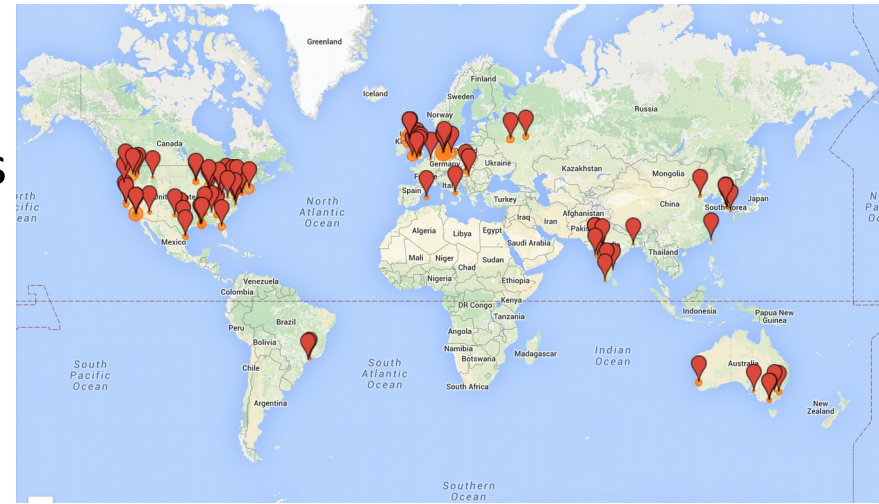 Greenland
Iceland
Finland
Sweden
Norway
Russia
Canada
s
Germany
Ukraine
Kazakhstan
Mongolia
Spain
Turkey
China
Japan
North
Atlantic
Ocean
Iraq
Iran
Afghanistan
Mexico
Algeria
Libya
Egypt
Saudi Arabia
Thailand
Mali
Niger
Chad
Sudan
Nigeria
Ethiopia
Venezuela
Colombia
DR Congo
Kenya
Tanzania
Indonesia
Papua New
Guinea
Peru
Brazil
Bolivia
Angola
Namibia
Botswana
Madagascar
Indian
Ocean
Australia
South
Pacific
Ocean
Chile
South
Atlantic
Ocean
South Africa
Argentina
New
Zealand
Southern
Ocean